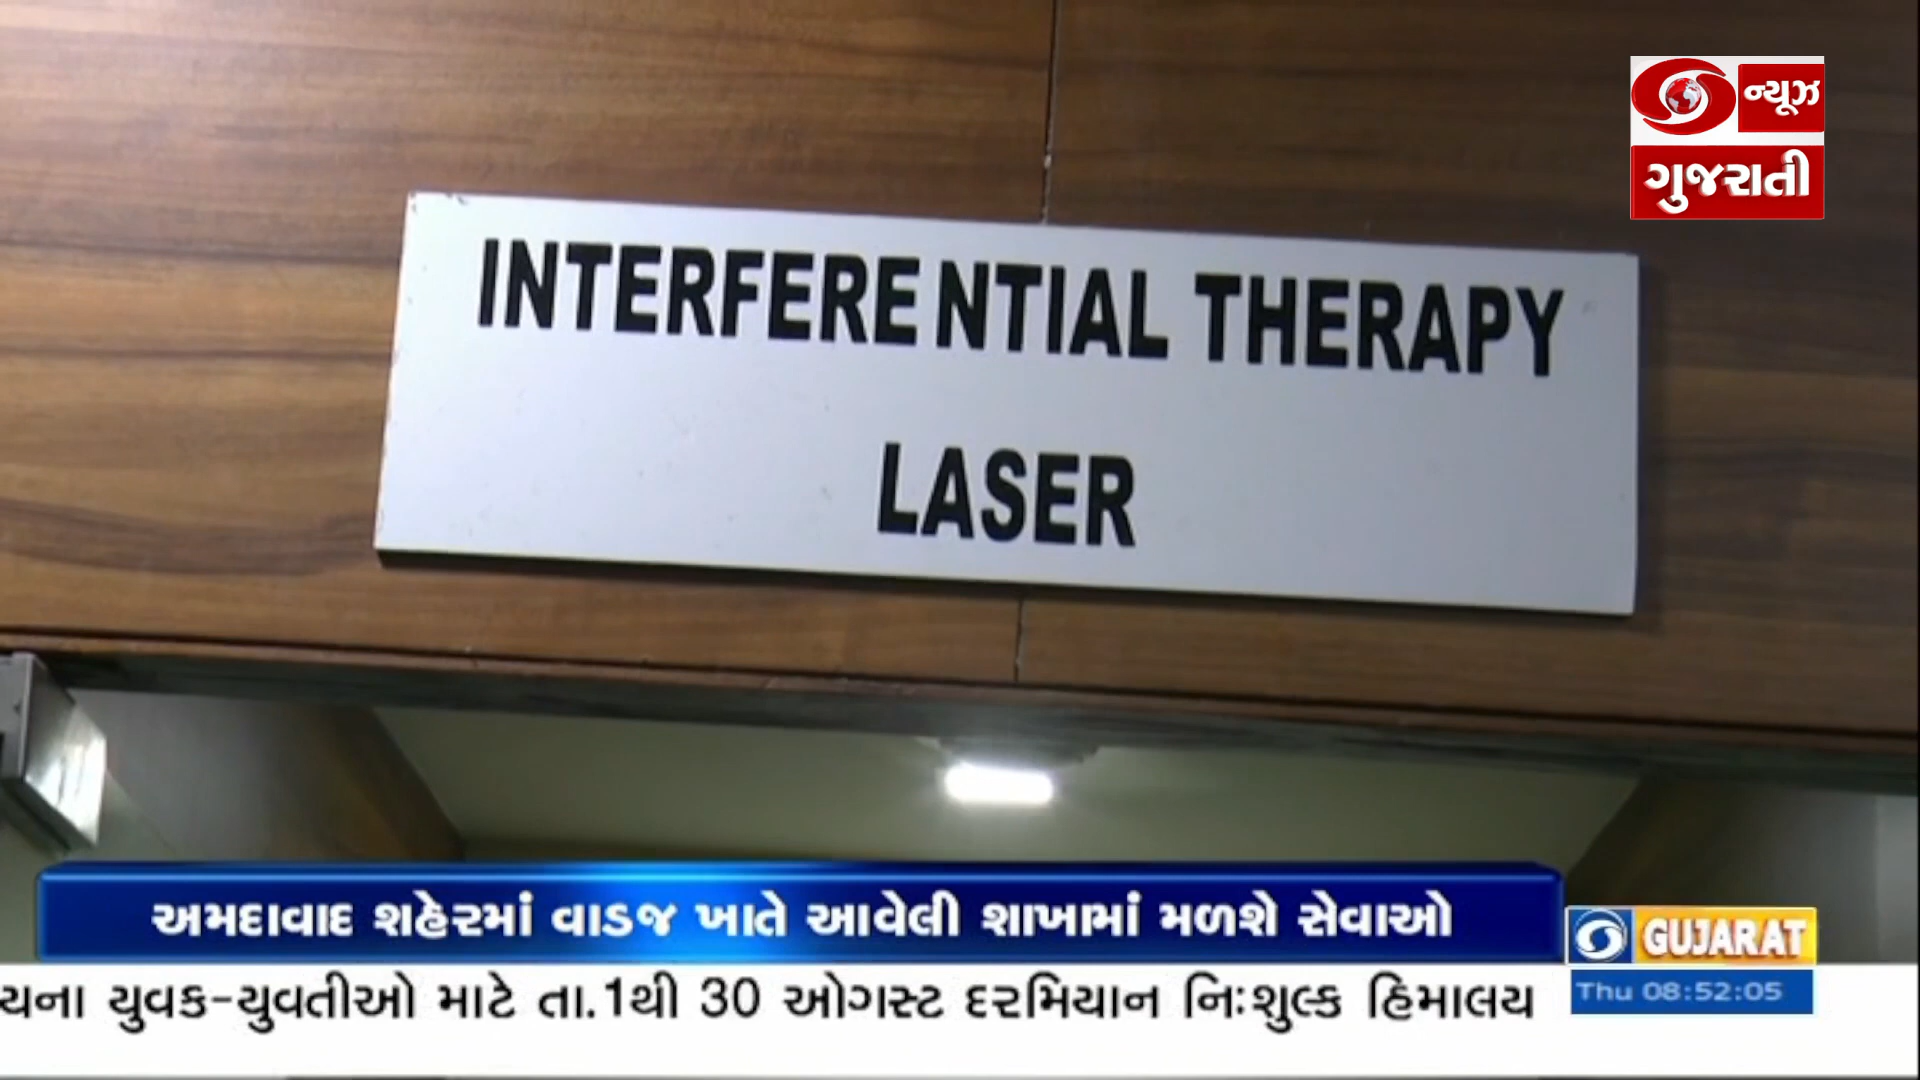 ન્યૂઝ
ગુજરાતી
INTERFERENTIAL THERAPY
LASER
અમદાવાદ શહેરમાં વાડજ ખાતે આવેલી શાખામાં મળશે સેવાઓ
GUJARAT
યના યુવક-યુવતીઓ માટે તા.1થી 30 ઓગસ્ટ દરમિયાન નિઃશુલ્ક હિમાલય
Thu 08:52:05